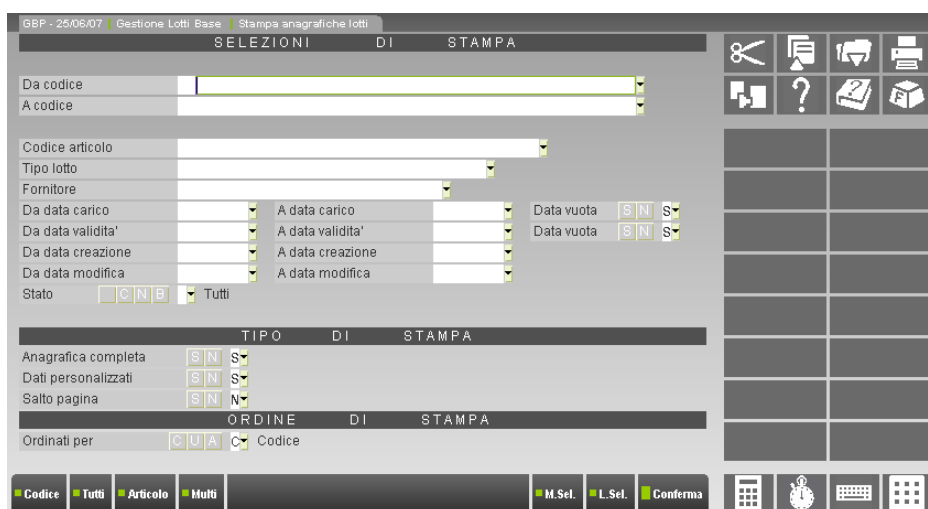 GBP - 25/06/07 Gestione Lotti Base Stampa anagrafiche lotti
SELEZIONI DI STAMPA
Da codice
A codice
Codice articolo
Tipo lotto
Fornitore
Da data carico A data carico Data vuota S N S
Da data validita' A data validita' Data vuota S N S
Da data creazione A data creazione
Da data modifica A data modifica
Stato C N B Tutti
TIPO DI STAMPA
Anagrafica completa S N S
Dati personalizzati S N S
Salto pagina S N N
ORDINE DI STAMPA
Ordinati per C U A C Codice
Codice Tutti Articolo Multi M.Sel. L.Sel. Conferma